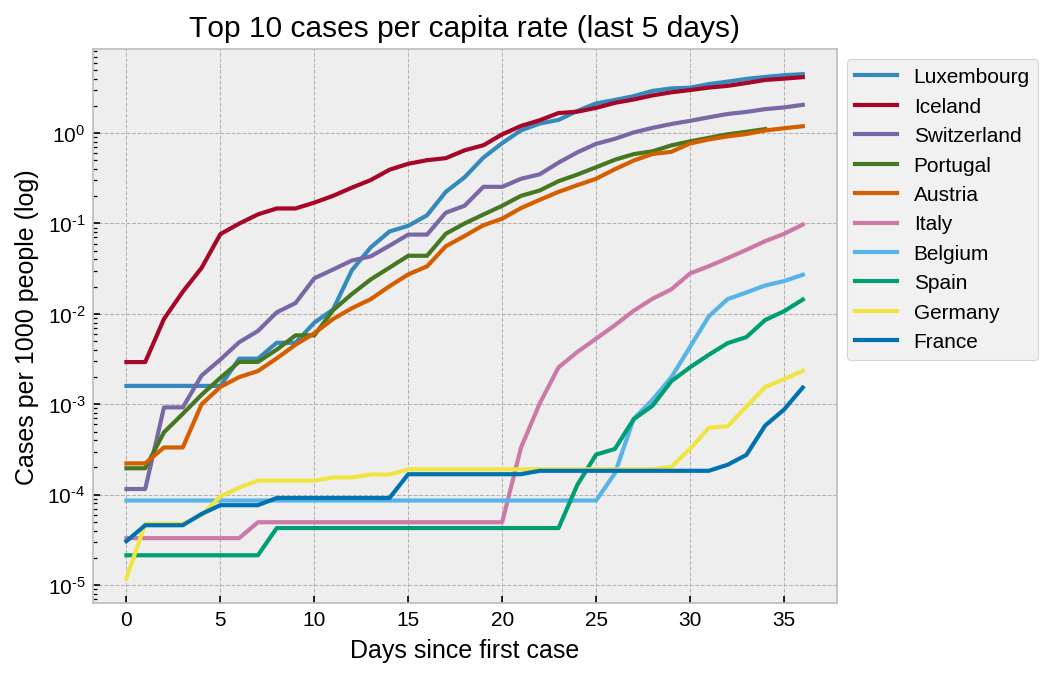 Top 10 cases per capita rate (last 5 days)
Cases per 1000 people (log)
10^0
10^-1
10^-2
10^-3
10^-4
10^-5
0 5 10 15 20 25 30 35
Days since first case
Luxembourg
Iceland
Switzerland
Portugal
Austria
Italy
Belgium
Spain
Germany
France